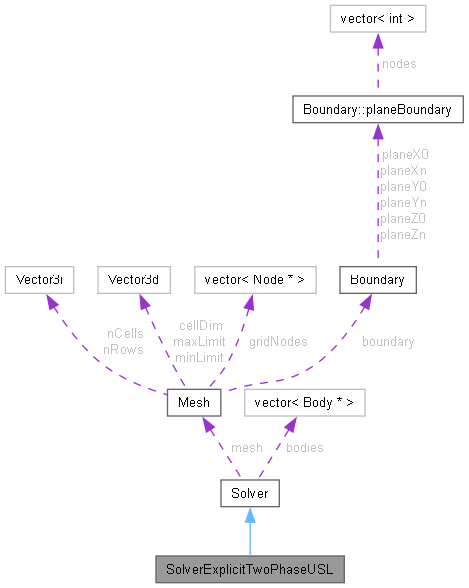 vector< int >
nodes
Boundary::planeBoundary
planeX0
planeXn
planeY0
planeYn
planeZ0
planeZn
Vector3i
Vector3d
vector< Node * >
Boundary
nCells
nRows
cellDim
maxLimit
minLimit
gridNodes
boundary
Mesh
vector< Body * >
mesh
bodies
Solver
SolverExplicitTwoPhaseUSL